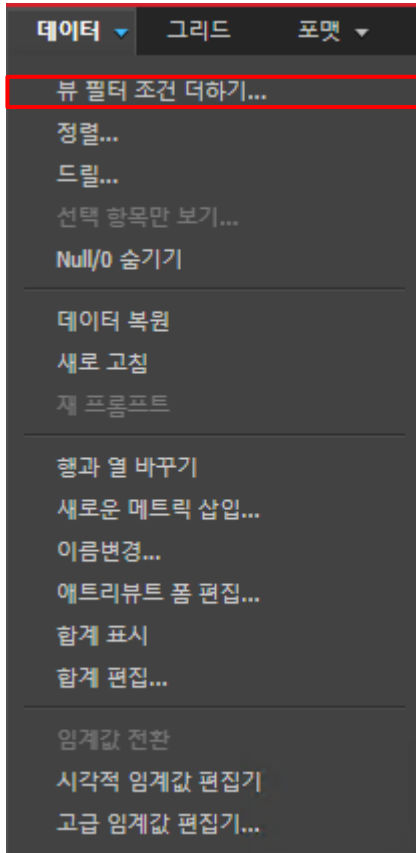 데이터 그리드 포맷
뷰 필터 조건 더하기...
정렬...
드릴...
선택 항목만 보기...
Null/0 숨기기
데이터 복원
새로 고침
재 프롬프트
행과 열 바꾸기
새로운 메트릭 삽입...
이름변경...
애트리뷰트 폼 편집...
합계 표시
합계 편집...
임계값 전환
시각적 임계값 편집기
고급 임계값 편집기...